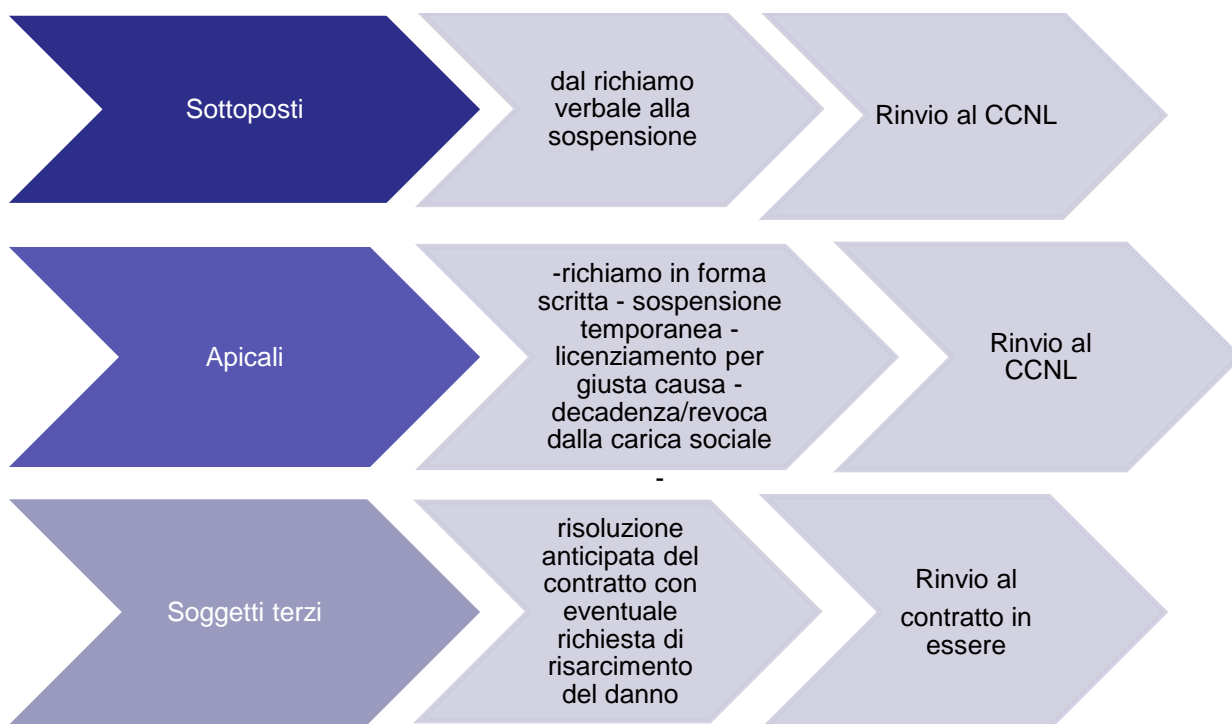 Sottoposti
dal richiamo
verbale alla
sospensione
Rinvio al CCNL
Apicali
-richiamo in forma
scritta - sospensione
temporanea -
licenziamento per
giusta causa -
decadenza/revoca
dalla carica sociale
-
Rinvio al
CCNL
Soggetti terzi
risoluzione
anticipata del
contratto con
eventuale
richiesta di
risarcimento
del danno
Rinvio al
contratto in
essere